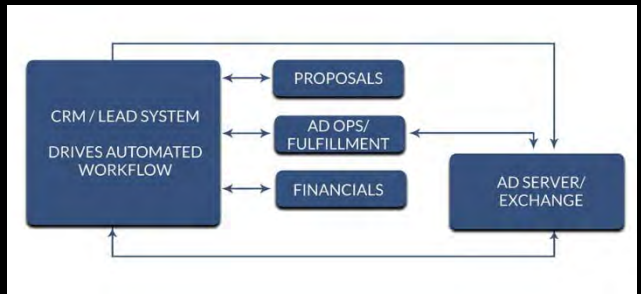 CRM / LEAD SYSTEM
DRIVES AUTOMATED
WORKFLOW
PROPOSALS
AD OPS/
FULFILLMENT
FINANCIALS
AD SERVER/
EXCHANGE